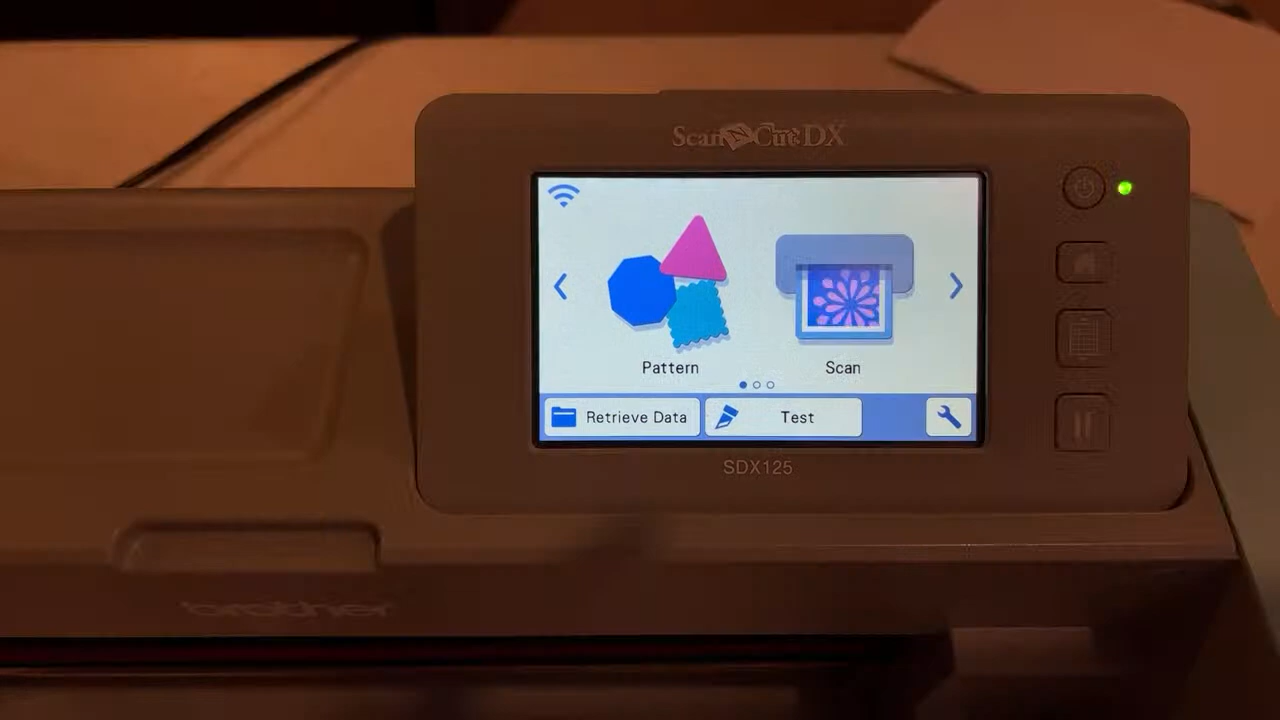 ScanNCut DX
Pattern
Scan
Retrieve Data
Test
SDX125
brother